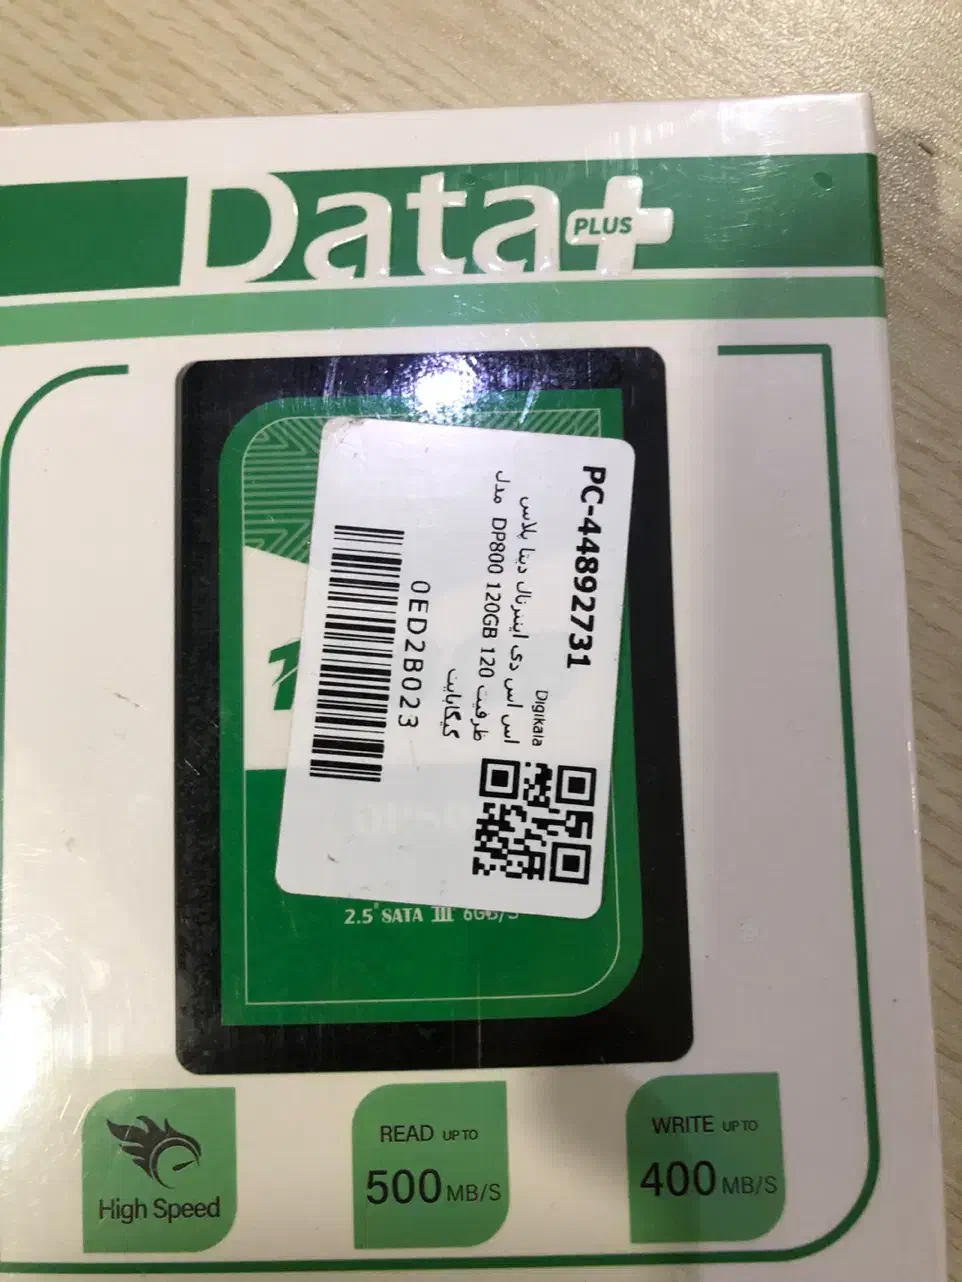 Data+
PLUS
PC-44892731
Digikala
اس اس دی اینترنال دیتا پلاس مدل DP800 120GB
ظرفیت 120
گیگابایت
0ED2B023
2.5" SATA III 6GB/S
High Speed
READ UP TO
500 MB/S
WRITE UP TO
400 MB/S